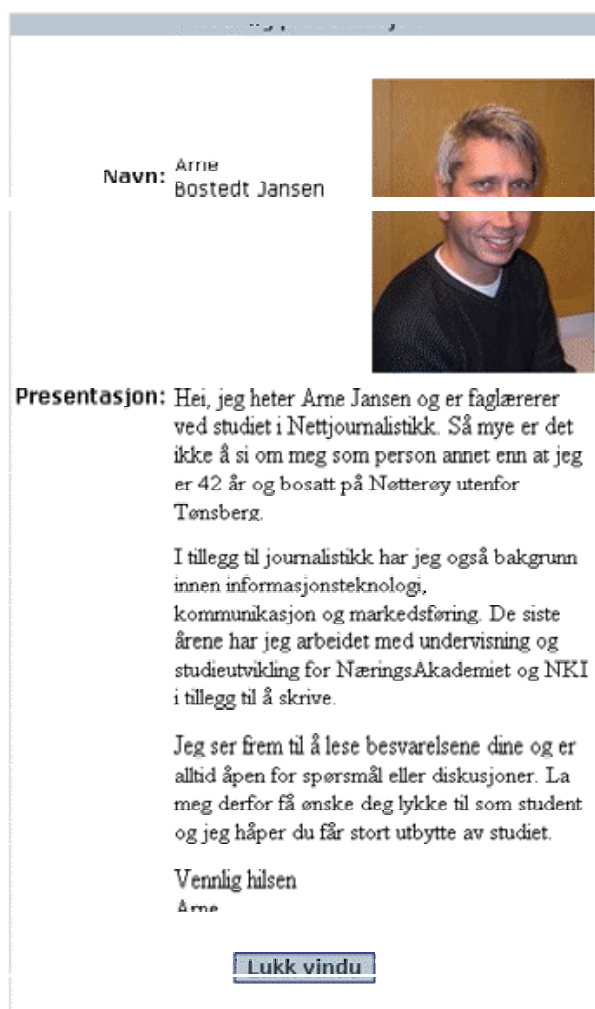 Navn: Arne
Bostedt Jansen
Presentasjon: Hei, jeg heter Arne Jansen og er faglærerer
ved studiet i Nettjournalistikk. Så mye er det
ikke å si om meg som person annet enn at jeg
er 42 år og bosatt på Nøtterøy utenfor
Tønsberg.
I tillegg til journalistikk har jeg også bakgrunn
innen informasjonsteknologi,
kommunikasjon og markedsføring. De siste
årene har jeg arbeidet med undervisning og
studieutvikling for NæringsAkademiet og NKI
i tillegg til å skrive.
Jeg ser frem til å lese besvarelsene dine og er
alltid åpen for spørsmål eller diskusjoner. La
meg derfor få ønske deg lykke til som student
og jeg håper du får stort utbytte av studiet.
Vennlig hilsen
Arne
Lukk vindu